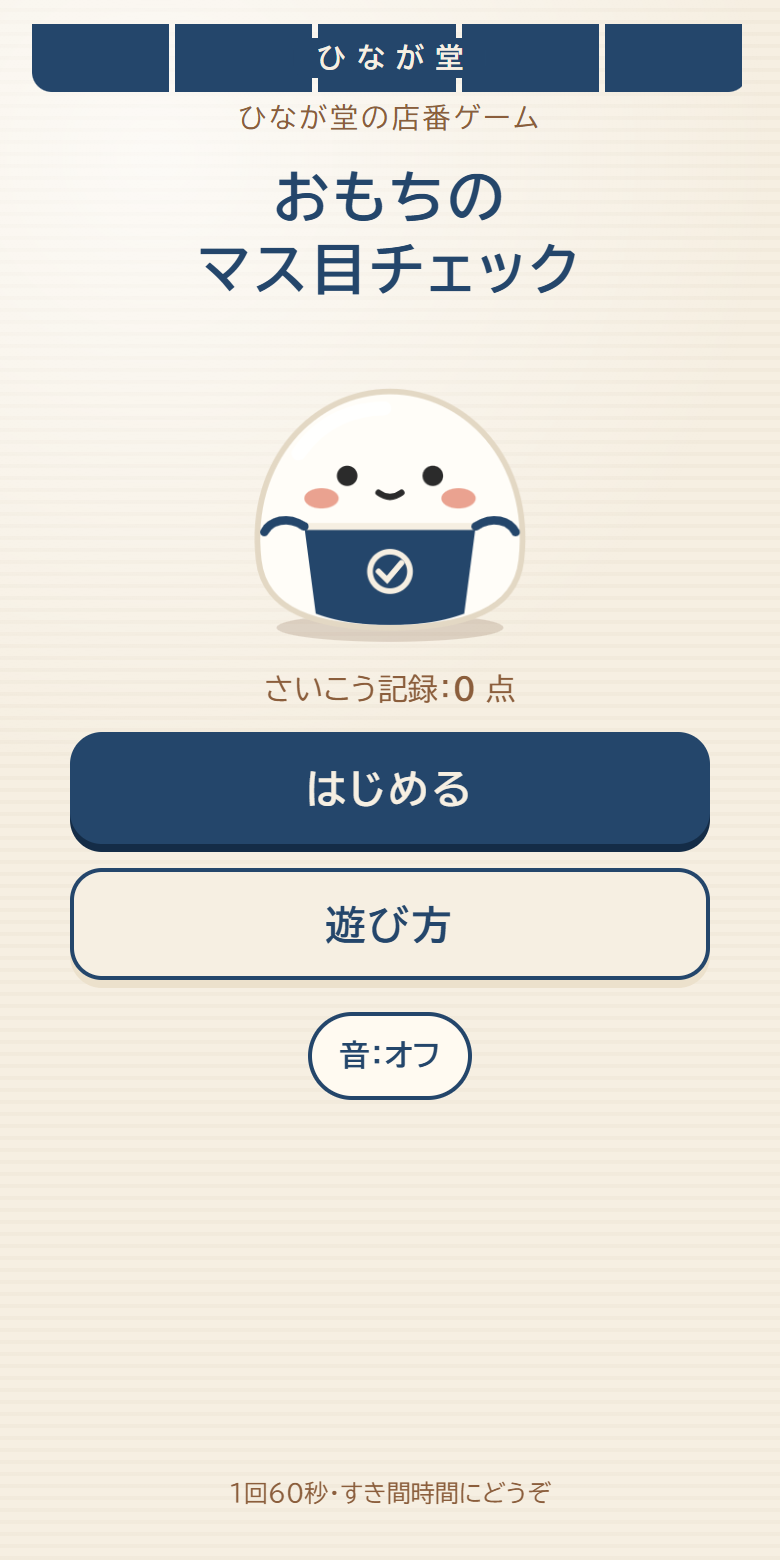 ひなが堂
ひなが堂の店番ゲーム
おもちの
マス目チェック
さいこう記録:0 点
はじめる
遊び方
音:オフ
1回60秒・すき間時間にどうぞ